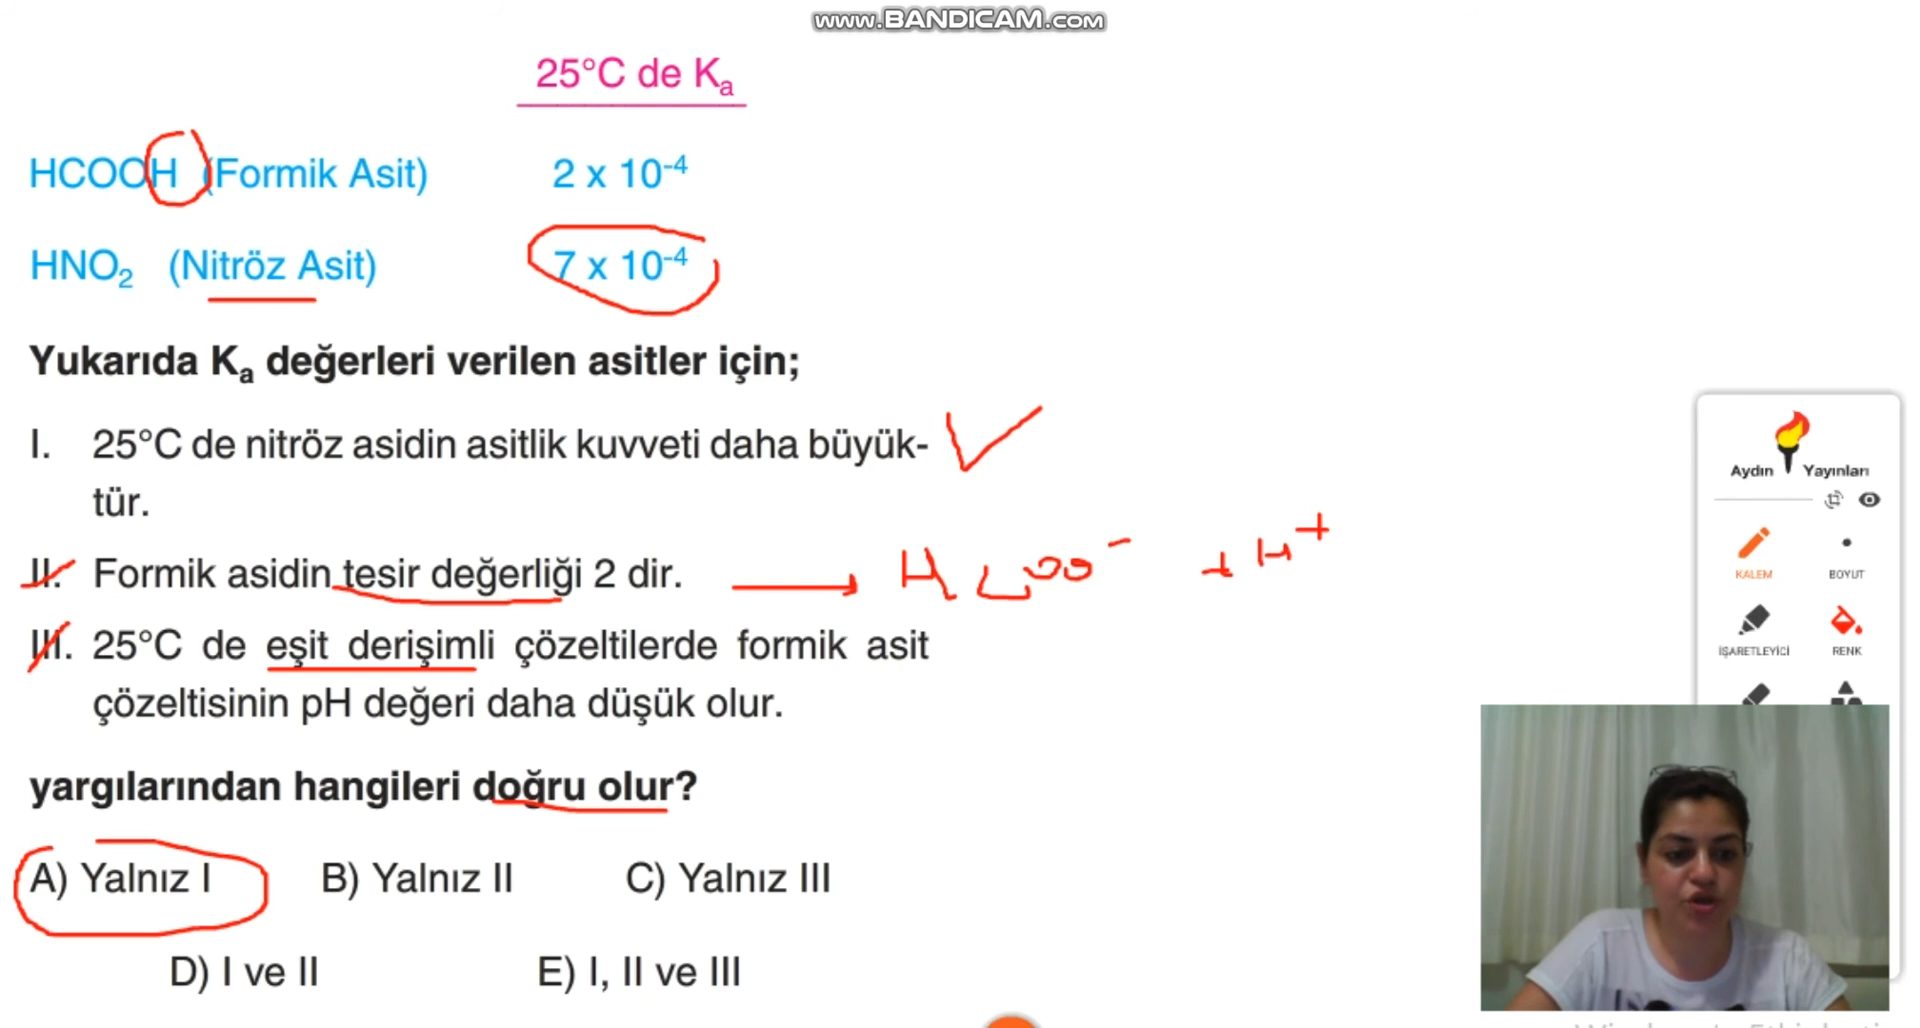 www.BANDICAM.com
25°C de Kₐ
HCOOH (Formik Asit) 2 x 10⁻⁴
HNO₂ (Nitröz Asit) 7 x 10⁻⁴
Yukarıda Kₐ değerleri verilen asitler için;
I. 25°C de nitröz asidin asitlik kuvveti daha büyük-
tür.
II. Formik asidin tesir değerliği 2 dir. → HCOO⁻ + H⁺
III. 25°C de eşit derişimli çözeltilerde formik asit
çözeltisinin pH değeri daha düşük olur.
yargılarından hangileri doğru olur?
A) Yalnız I B) Yalnız II C) Yalnız III
D) I ve II E) I, II ve III
Aydın Yayınları
KALEM BOYUT
İŞARETLEYİCİ RENK